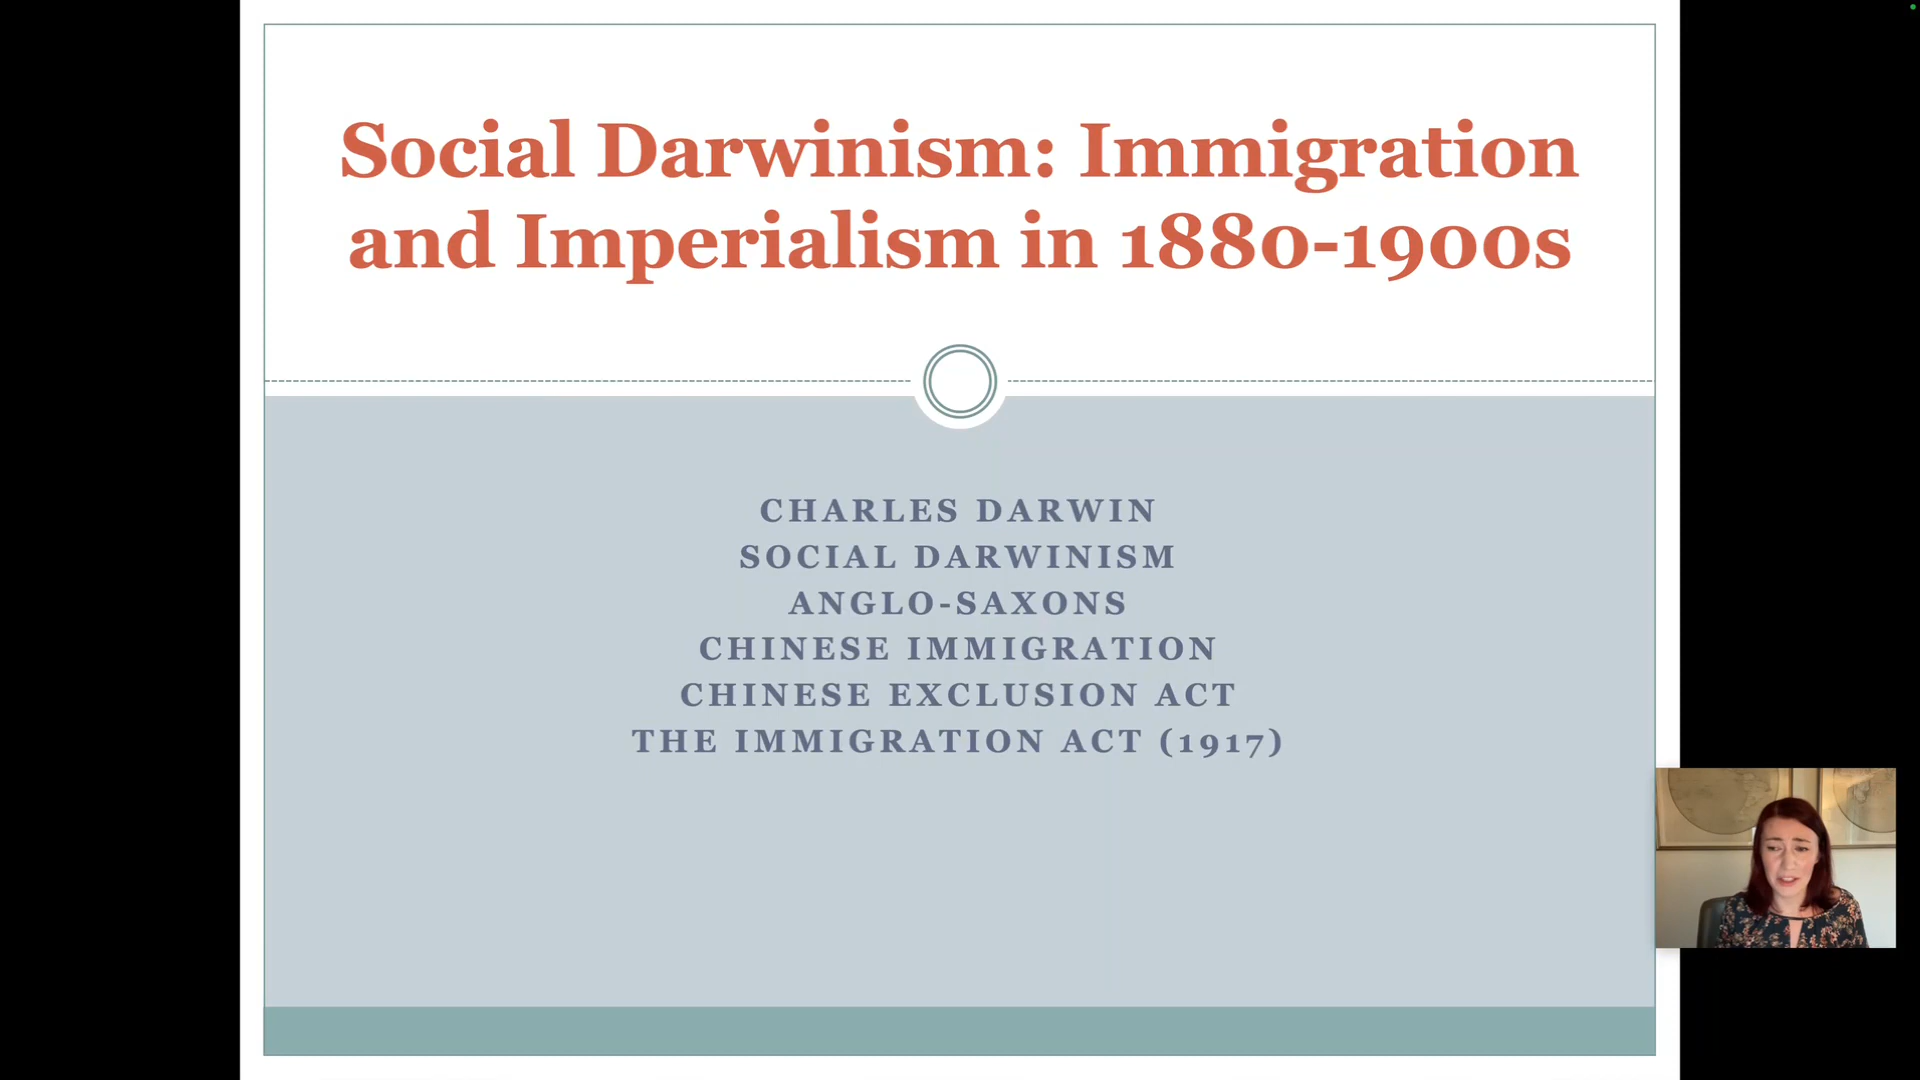 Social Darwinism: Immigration
and Imperialism in 1880-1900s
CHARLES DARWIN
SOCIAL DARWINISM
ANGLO-SAXONS
CHINESE IMMIGRATION
CHINESE EXCLUSION ACT
THE IMMIGRATION ACT (1917)